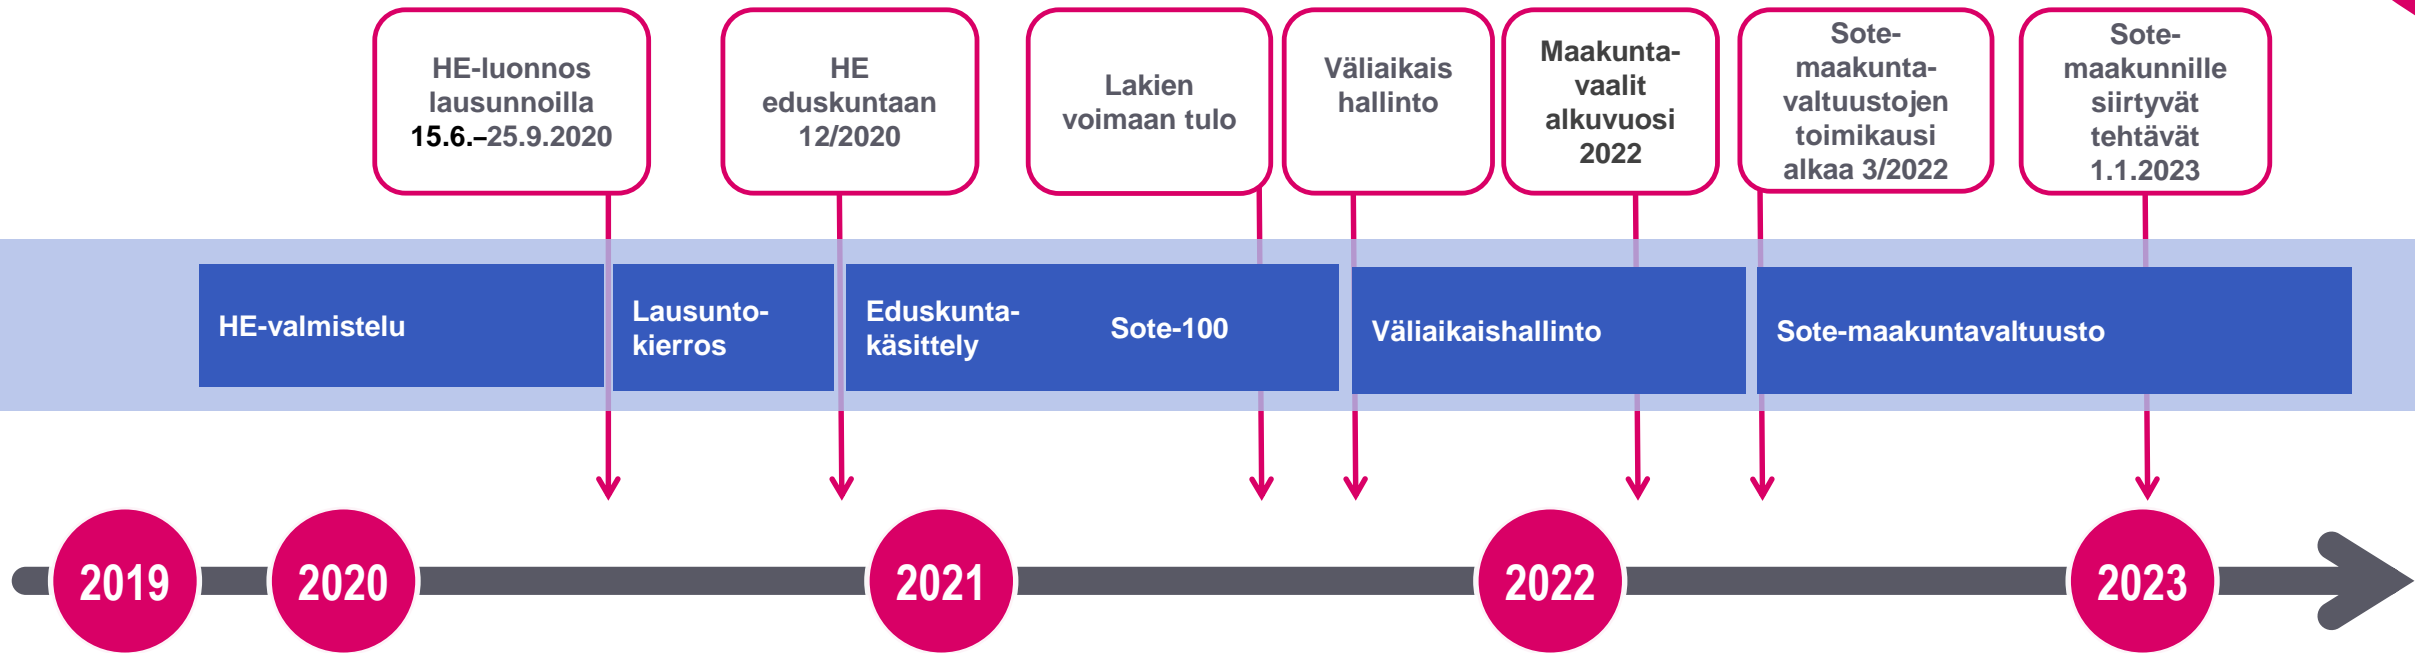 HE-luonnos
lausunnoilla
15.6.–25.9.2020
HE
eduskuntaan
12/2020
Lakien
voimaan tulo
Väliaikais
hallinto
Maakunta-
vaalit
alkuvuosi
2022
Sote-
maakunta-
valtuustojen
toimikausi
alkaa 3/2022
Sote-
maakunnille
siirtyvät
tehtävät
1.1.2023
HE-valmistelu
Lausunto-
kierros
Eduskunta-
käsittely
Sote-100
Väliaikaishallinto
Sote-maakuntavaltuusto
2019
2020
2021
2022
2023